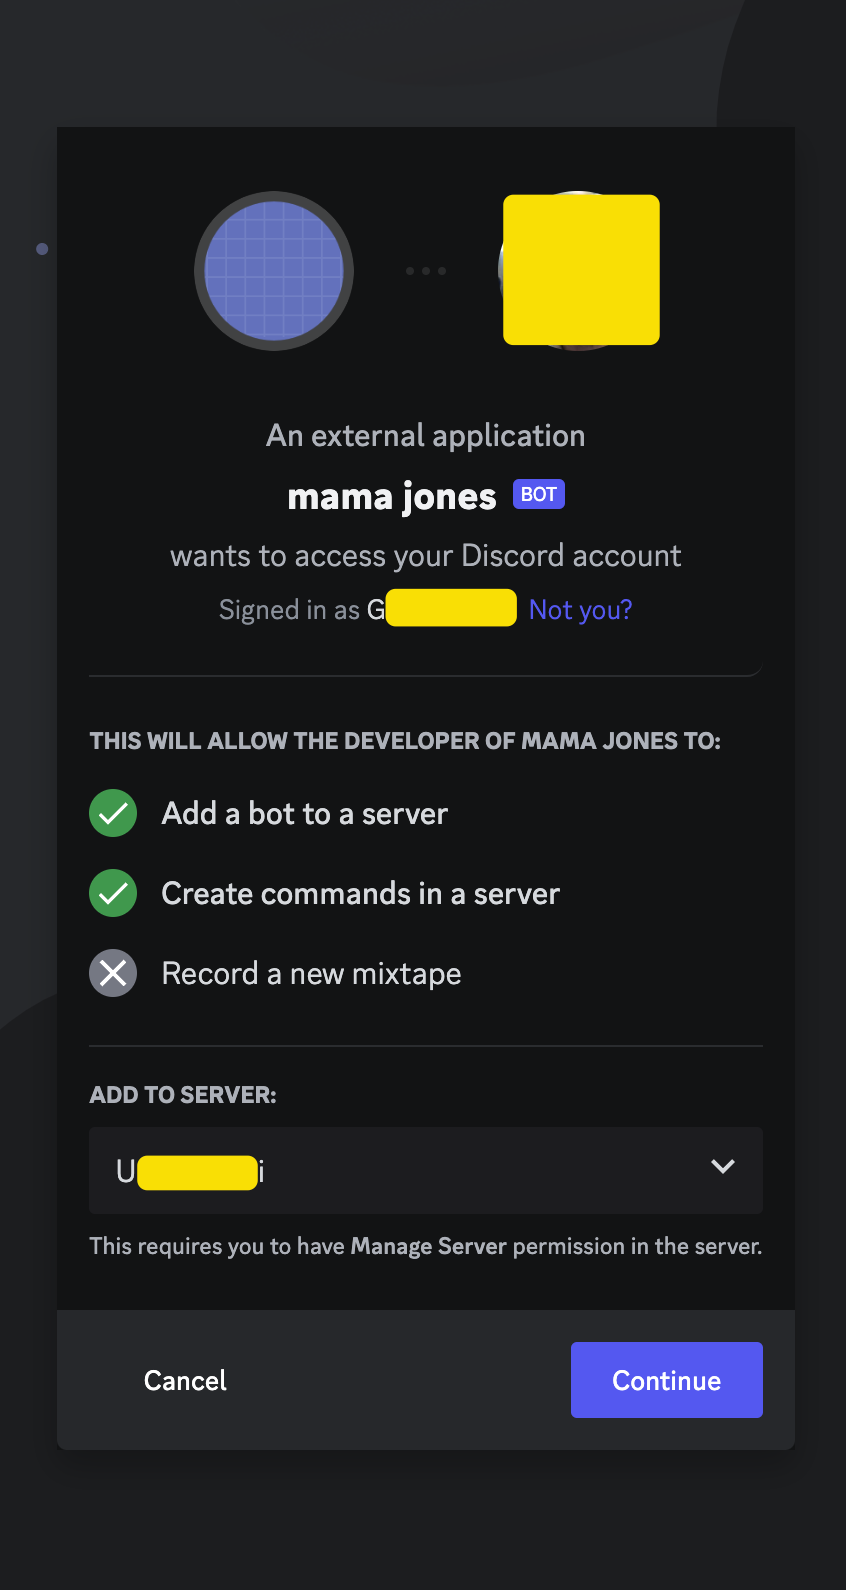 An external application
mama jones BOT
wants to access your Discord account
Signed in as G Not you?
THIS WILL ALLOW THE DEVELOPER OF MAMA JONES TO:
Add a bot to a server
Create commands in a server
Record a new mixtape
ADD TO SERVER:
U i
This requires you to have Manage Server permission in the server.
Cancel
Continue